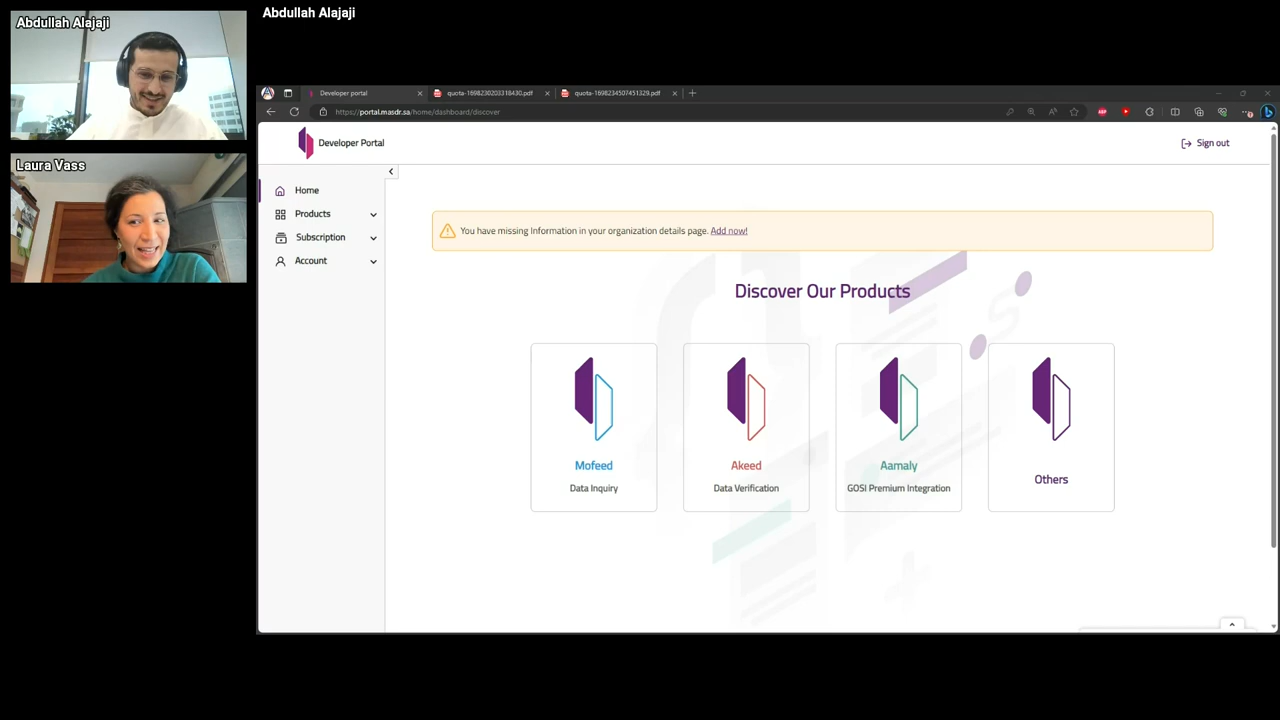 Abdullah Alajaji
Laura Vass
Abdullah Alajaji
Developer portal
quota-1698230203318430.pdf
quota-1698234507451329.pdf
https://portal.masdr.sa/home/dashboard/discover
Developer Portal
Sign out
Home
Products
Subscription
Account
You have missing Information in your organization details page. Add now!
Discover Our Products
Mofeed
Data Inquiry
Akeed
Data Verification
Aamaly
GOSI Premium Integration
Others